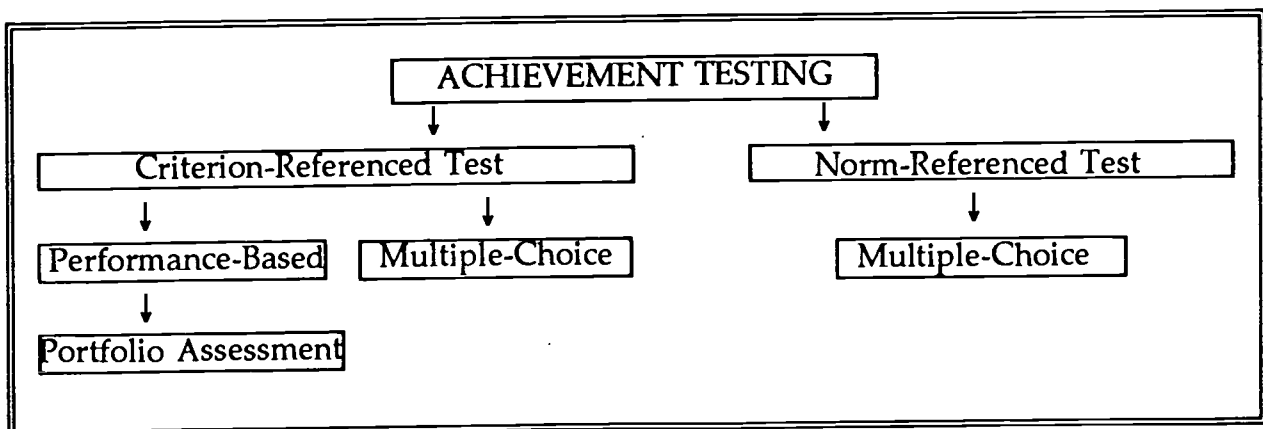 ACHIEVEMENT TESTING
Criterion-Referenced Test
Norm-Referenced Test
Performance-Based
Multiple-Choice
Multiple-Choice
Portfolio Assessment